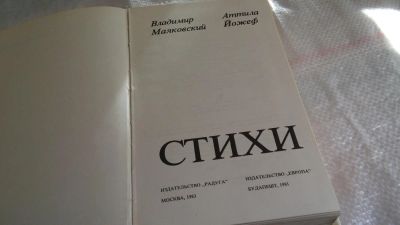 Владимир
Маяковский
Аттила
Йожеф
СТИХИ
ИЗДАТЕЛЬСТВО „РАДУГА"
МОСКВА, 1983
ИЗДАТЕЛЬСТВО „ЕВРОПА"
БУДАПЕШТ, 1983